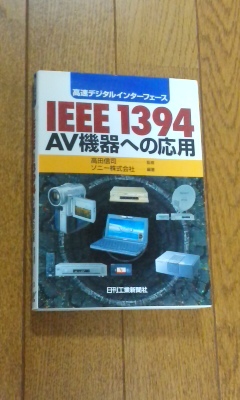 高速デジタルインターフェース
IEEE 1394
AV機器への応用
高田信司 監修
ソニー株式会社 編著
日刊工業新聞社